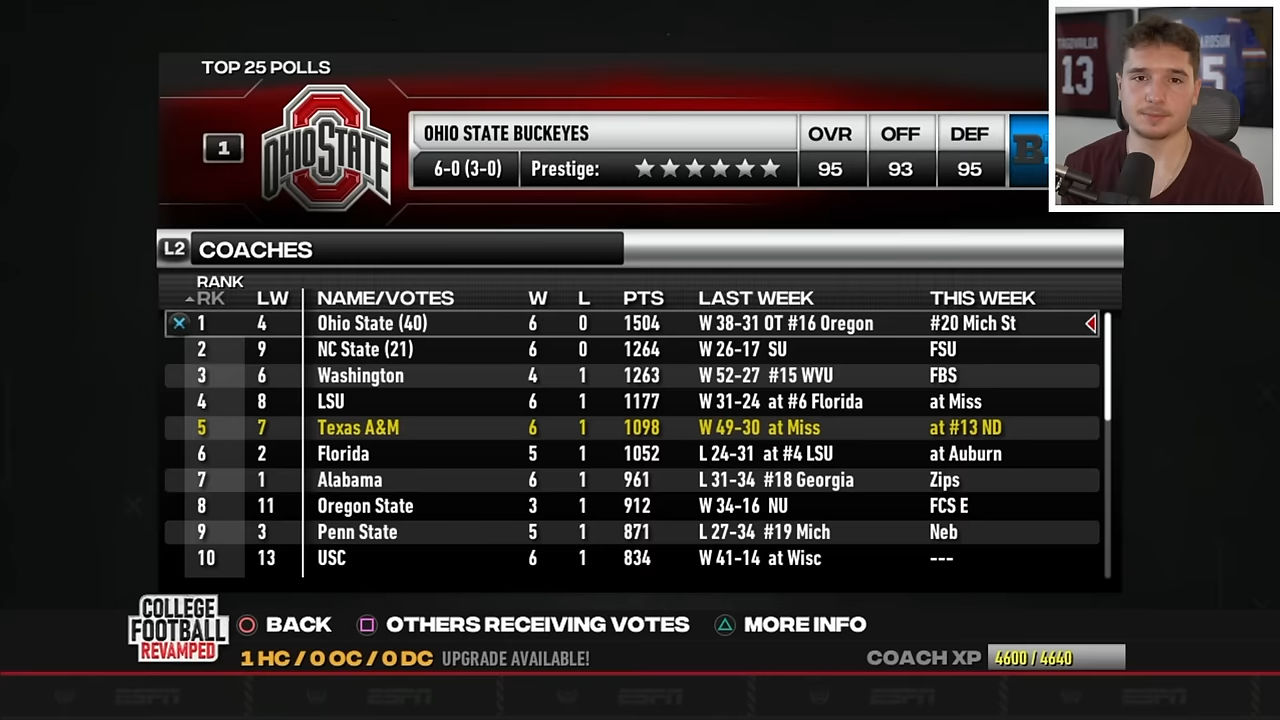 TOP 25 POLLS
1
OHIO STATE
OHIO STATE BUCKEYES
OVR OFF DEF
6-0 (3-0) Prestige: 95 93 95
B
13
5
L2 COACHES
RANK
RK LW NAME/VOTES W L PTS LAST WEEK THIS WEEK
1 4 Ohio State (40) 6 0 1504 W 38-31 OT #16 Oregon #20 Mich St
2 9 NC State (21) 6 0 1264 W 26-17 SU FSU
3 6 Washington 4 1 1263 W 52-27 #15 WVU FBS
4 8 LSU 6 1 1177 W 31-24 at #6 Florida at Miss
5 7 Texas A&M 6 1 1098 W 49-30 at Miss at #13 ND
6 2 Florida 5 1 1052 L 24-31 at #4 LSU at Auburn
7 1 Alabama 6 1 961 L 31-34 #18 Georgia Zips
8 11 Oregon State 3 1 912 W 34-16 NU FCS E
9 3 Penn State 5 1 871 L 27-34 #19 Mich Neb
10 13 USC 6 1 834 W 41-14 at Wisc ---
COLLEGE
FOOTBALL
REVAMPED
BACK OTHERS RECEIVING VOTES MORE INFO
1 HC / 0 OC / 0 DC UPGRADE AVAILABLE! COACH XP 4600 / 4640